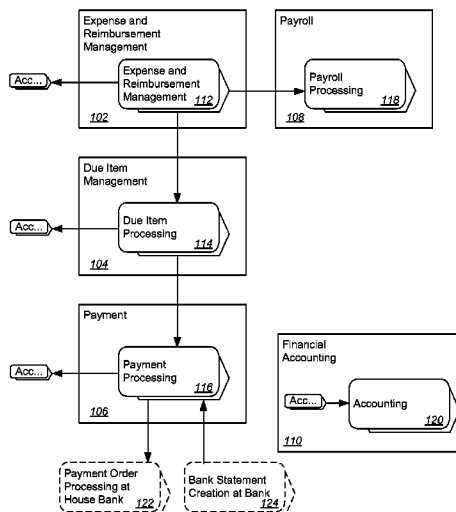 Expense and
Reimbursement
Management
Acc...
Expense and
Reimbursement
Management
112
102
Payroll
Payroll
Processing
118
108
Due Item
Management
Acc...
Due Item
Processing
114
104
Payment
Acc...
Payment
Processing
116
106
Financial
Accounting
Acc...
Accounting
120
110
Payment Order
Processing at
House Bank
122
Bank Statement
Creation at Bank
124